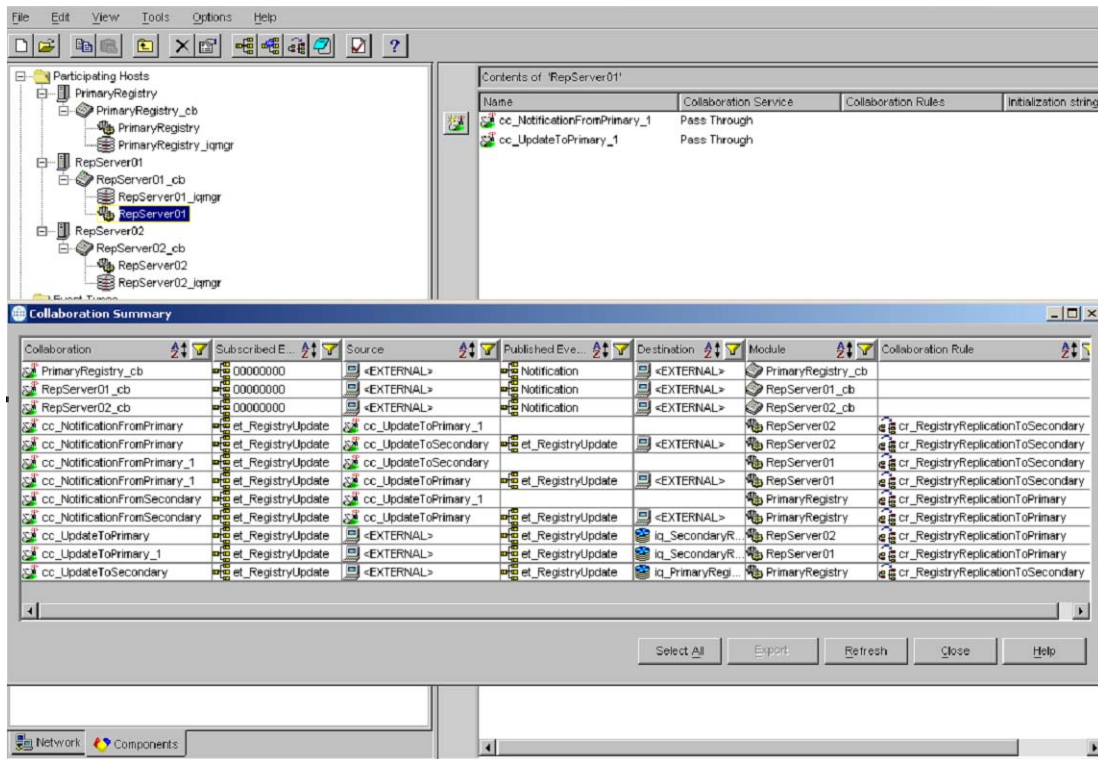 File Edit View Tools Options Help
Participating Hosts
PrimaryRegistry
PrimaryRegistry_cb
PrimaryRegistry
PrimaryRegistry_iqmgr
RepServer01
RepServer01_cb
RepServer01_iqmgr
RepServer01
RepServer02
RepServer02_cb
RepServer02
RepServer02_iqmgr
Contents of 'RepServer01'
Name Collaboration Service Collaboration Rules Initialization string
cc_NotificationFromPrimary_1 Pass Through
cc_UpdateToPrimary_1 Pass Through
Event Types
Collaboration Summary
Collaboration Subscribed E... Source Published Eve... Destination Module Collaboration Rule
PrimaryRegistry_cb 00000000 <EXTERNAL> Notification <EXTERNAL> PrimaryRegistry_cb
RepServer01_cb 00000000 <EXTERNAL> Notification <EXTERNAL> RepServer01_cb
RepServer02_cb 00000000 <EXTERNAL> Notification <EXTERNAL> RepServer02_cb
cc_NotificationFromPrimary et_RegistryUpdate cc_UpdateToPrimary_1 RepServer02 cr_RegistryReplicationToSecondary
cc_NotificationFromPrimary et_RegistryUpdate cc_UpdateToSecondary et_RegistryUpdate <EXTERNAL> RepServer02 cr_RegistryReplicationToSecondary
cc_NotificationFromPrimary_1 et_RegistryUpdate cc_UpdateToSecondary RepServer01 cr_RegistryReplicationToSecondary
cc_NotificationFromPrimary_1 et_RegistryUpdate cc_UpdateToPrimary et_RegistryUpdate <EXTERNAL> RepServer01 cr_RegistryReplicationToSecondary
cc_NotificationFromSecondary et_RegistryUpdate cc_UpdateToPrimary_1 PrimaryRegistry cr_RegistryReplicationToPrimary
cc_NotificationFromSecondary et_RegistryUpdate cc_UpdateToPrimary et_RegistryUpdate <EXTERNAL> PrimaryRegistry cr_RegistryReplicationToPrimary
cc_UpdateToPrimary et_RegistryUpdate <EXTERNAL> et_RegistryUpdate iq_SecondaryR... RepServer02 cr_RegistryReplicationToPrimary
cc_UpdateToPrimary_1 et_RegistryUpdate <EXTERNAL> et_RegistryUpdate iq_SecondaryR... RepServer01 cr_RegistryReplicationToPrimary
cc_UpdateToSecondary et_RegistryUpdate <EXTERNAL> et_RegistryUpdate iq_PrimaryRegi... PrimaryRegistry cr_RegistryReplicationToSecondary
Select All Export Refresh Close Help
Network Components